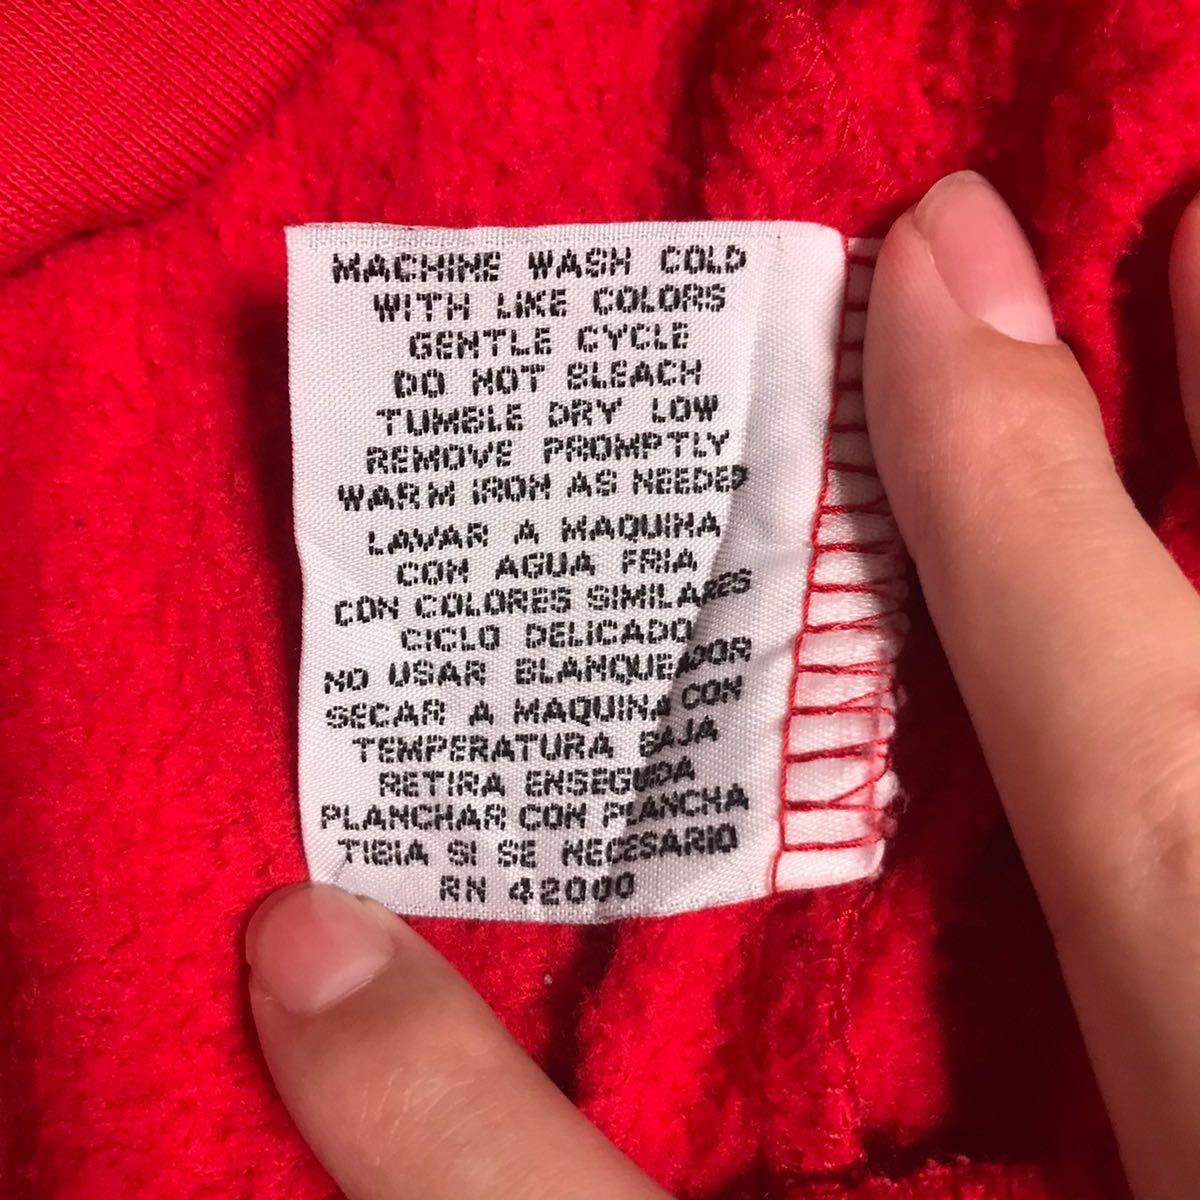 MACHINE WASH COLD
WITH LIKE COLORS
GENTLE CYCLE
DO NOT BLEACH
TUMBLE DRY LOW
REMOVE PROMPTLY
WARM IRON AS NEEDED
LAVAR A MAQUINA
CON AGUA FRIA
CON COLORES SIMILARES
CICLO DELICADO
NO USAR BLANQUEADOR
SECAR A MAQUINA CON
TEMPERATURA BAJA
RETIRA ENSEGUIDA
PLANCHAR CON PLANCHA
TIBIA SI SE NECESARIO
RN 42000